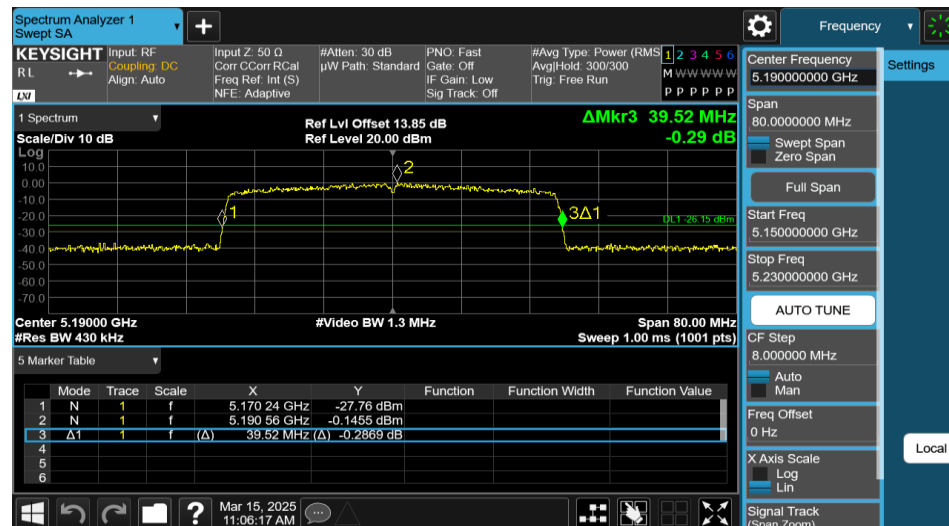 Spectrum Analyzer 1
Swept SA
+
Frequency
KEYSIGHT
RL
LXI
Input: RF
Coupling: DC
Align: Auto
Input Z: 50 Ω
Corr CCorr RCal
Freq Ref: Int (S)
NFE: Adaptive
#Atten: 30 dB
µW Path: Standard
PNO: Fast
Gate: Off
IF Gain: Low
Sig Track: Off
#Avg Type: Power (RMS
Avg|Hold: 300/300
Trig: Free Run
1 2 3 4 5 6
M W W W W W
P P P P P P
1 Spectrum
Scale/Div 10 dB
Ref Lvl Offset 13.85 dB
Ref Level 20.00 dBm
ΔMkr3 39.52 MHz
-0.29 dB
Log
10.0
0.00
-10.0
-20.0
-30.0
-40.0
-50.0
-60.0
-70.0
1
2
3Δ1
DL1 -26.15 dBm
Center 5.19000 GHz
#Video BW 1.3 MHz
Span 80.00 MHz
#Res BW 430 kHz
Sweep 1.00 ms (1001 pts)
5 Marker Table
Mode Trace Scale X Y Function Function Width Function Value
1 N 1 f 5.170 24 GHz -27.76 dBm
2 N 1 f 5.190 56 GHz -0.1455 dBm
3 Δ1 1 f (Δ) 39.52 MHz (Δ) -0.2869 dB
4
5
6
?
Mar 15, 2025
11:06:17 AM
Center Frequency
5.190000000 GHz
Settings
Span
80.0000000 MHz
Swept Span
Zero Span
Full Span
Start Freq
5.150000000 GHz
Stop Freq
5.230000000 GHz
AUTO TUNE
CF Step
8.000000 MHz
Auto
Man
Freq Offset
0 Hz
Local
X Axis Scale
Log
Lin
Signal Track
(Span Zoom)